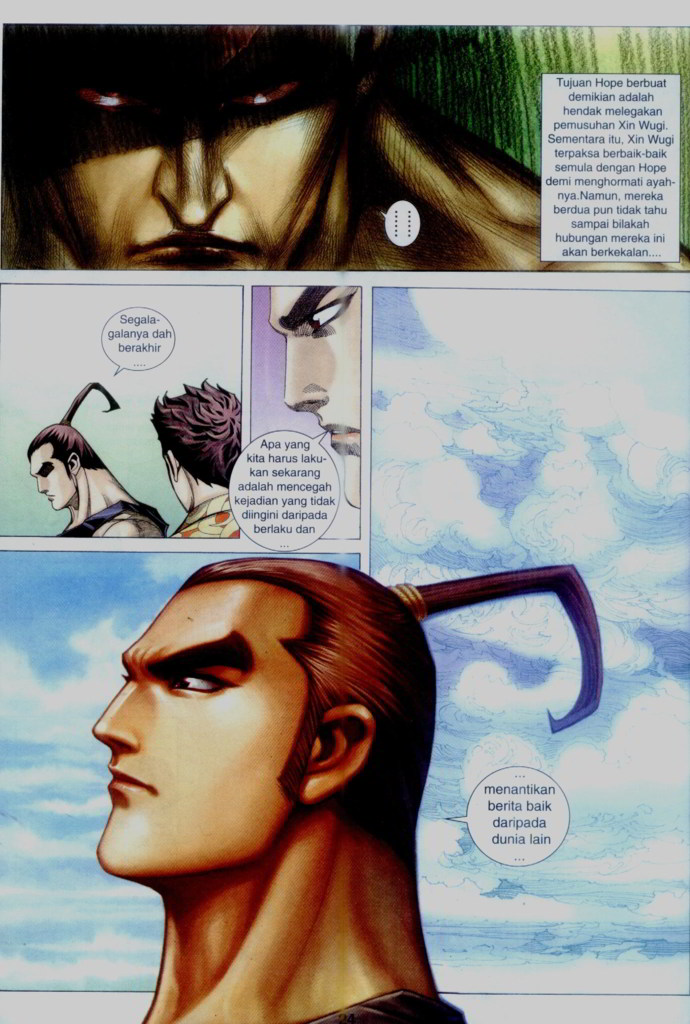 Tujuan Hope berbuat
demikian adalah
hendak melegakan
pemusuhan Xin Wugi.
Sementara itu, Xin Wugi
terpaksa berbaik-baik
semula dengan Hope
demi menghormati ayah-
nya.Namun, mereka
berdua pun tidak tahu
sampai bilakah
hubungan mereka ini
akan berkekalan....
Segala-
galanya dah
berakhir
....
Apa yang
kita harus laku-
kan sekarang
adalah mencegah
kejadian yang tidak
diingini daripada
berlaku dan
...
...
menantikan
berita baik
daripada
dunia lain
...
24